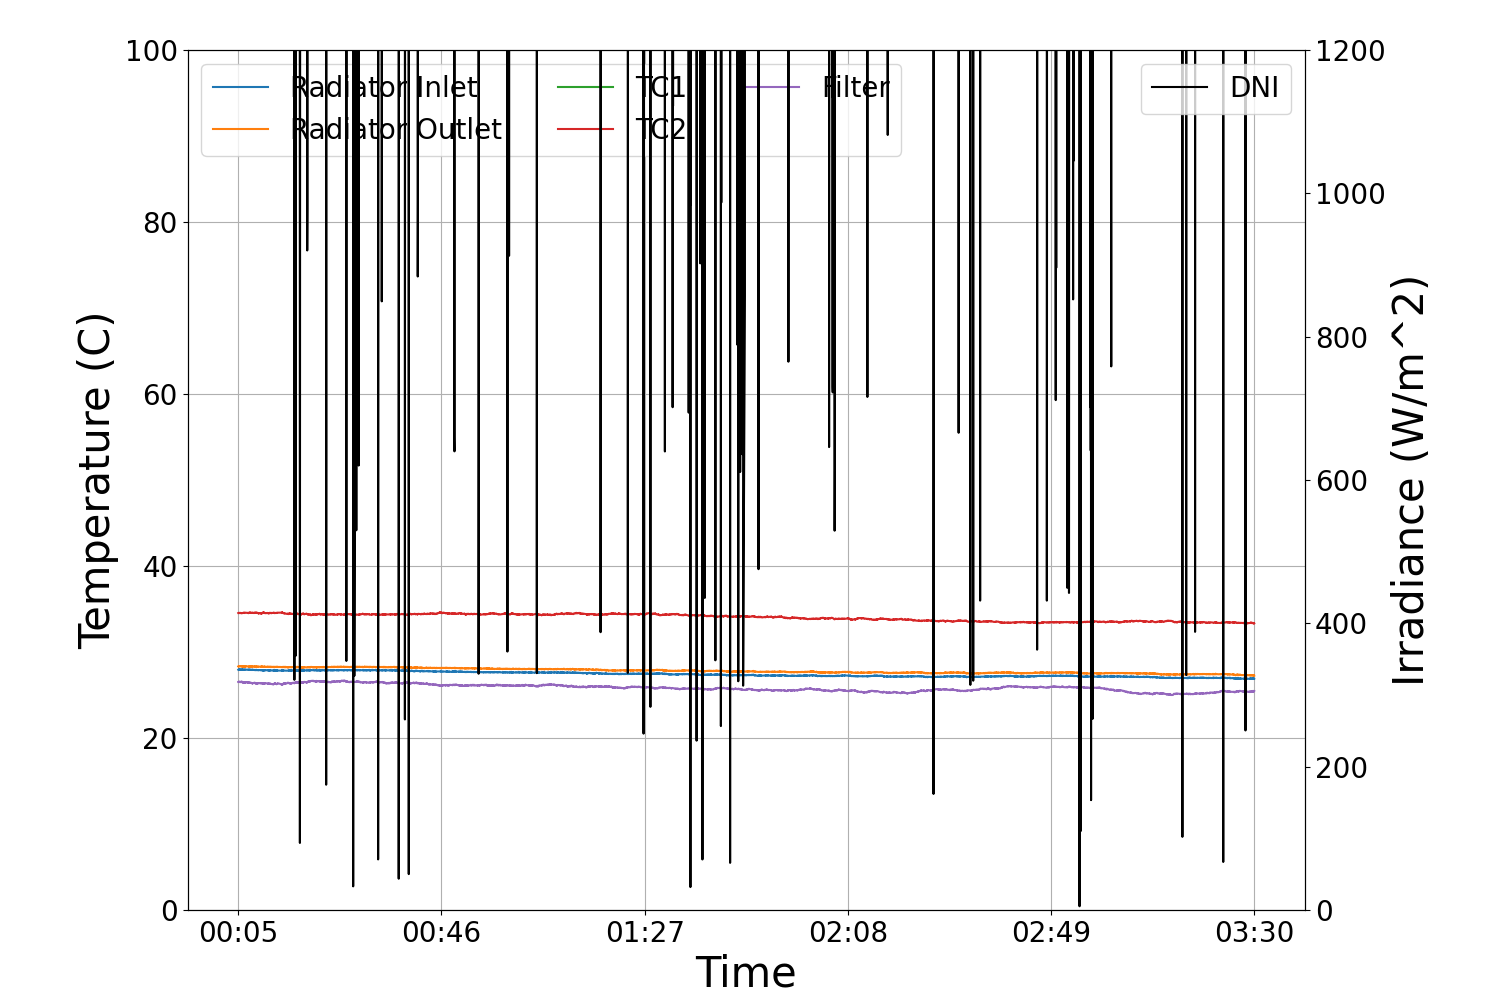 100
80
60
40
20
0
Temperature (C)
Radiator Inlet
Radiator Outlet
TC1
TC2
Filter
DNI
1200
1000
800
600
400
200
0
Irradiance (W/m^2)
00:05 00:46 01:27 02:08 02:49 03:30
Time